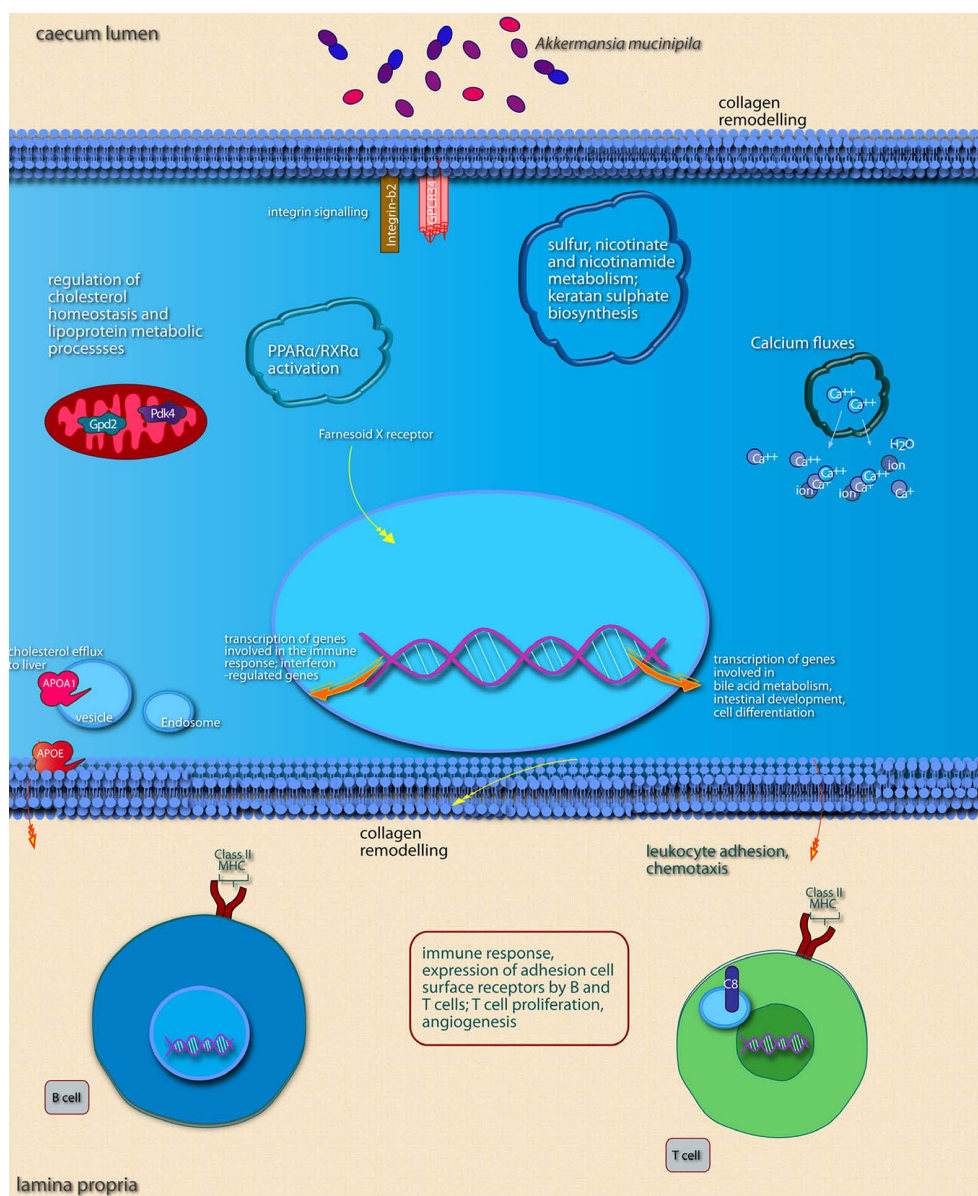 caecum lumen
Akkermansia mucinipila
collagen
remodelling
integrin signalling
Integrin-b2
GPCR34
sulfur, nicotinate
and nicotinamide
metabolism;
keratan sulphate
biosynthesis
regulation of
cholesterol
homeostasis and
lipoprotein metabolic
processses
PPARα/RXRα
activation
Calcium fluxes
Ca++
Ca++
Gpd2
Pdk4
Farnesoid X receptor
H2O
Ca++
Ca++
Ca++
Ca++
ion
Ca+
Ca+
Ca+
ion
ion
transcription of genes
involved in the immune
response; interferon
-regulated genes
transcription of genes
involved in
bile acid metabolism,
intestinal development,
cell differentiation
cholesterol efflux
to liver
APOA1
vesicle
Endosome
APOE
collagen
remodelling
leukocyte adhesion,
chemotaxis
Class II
MHC
Class II
MHC
immune response,
expression of adhesion cell
surface receptors by B and
T cells; T cell proliferation,
angiogenesis
C8
B cell
T cell
lamina propria